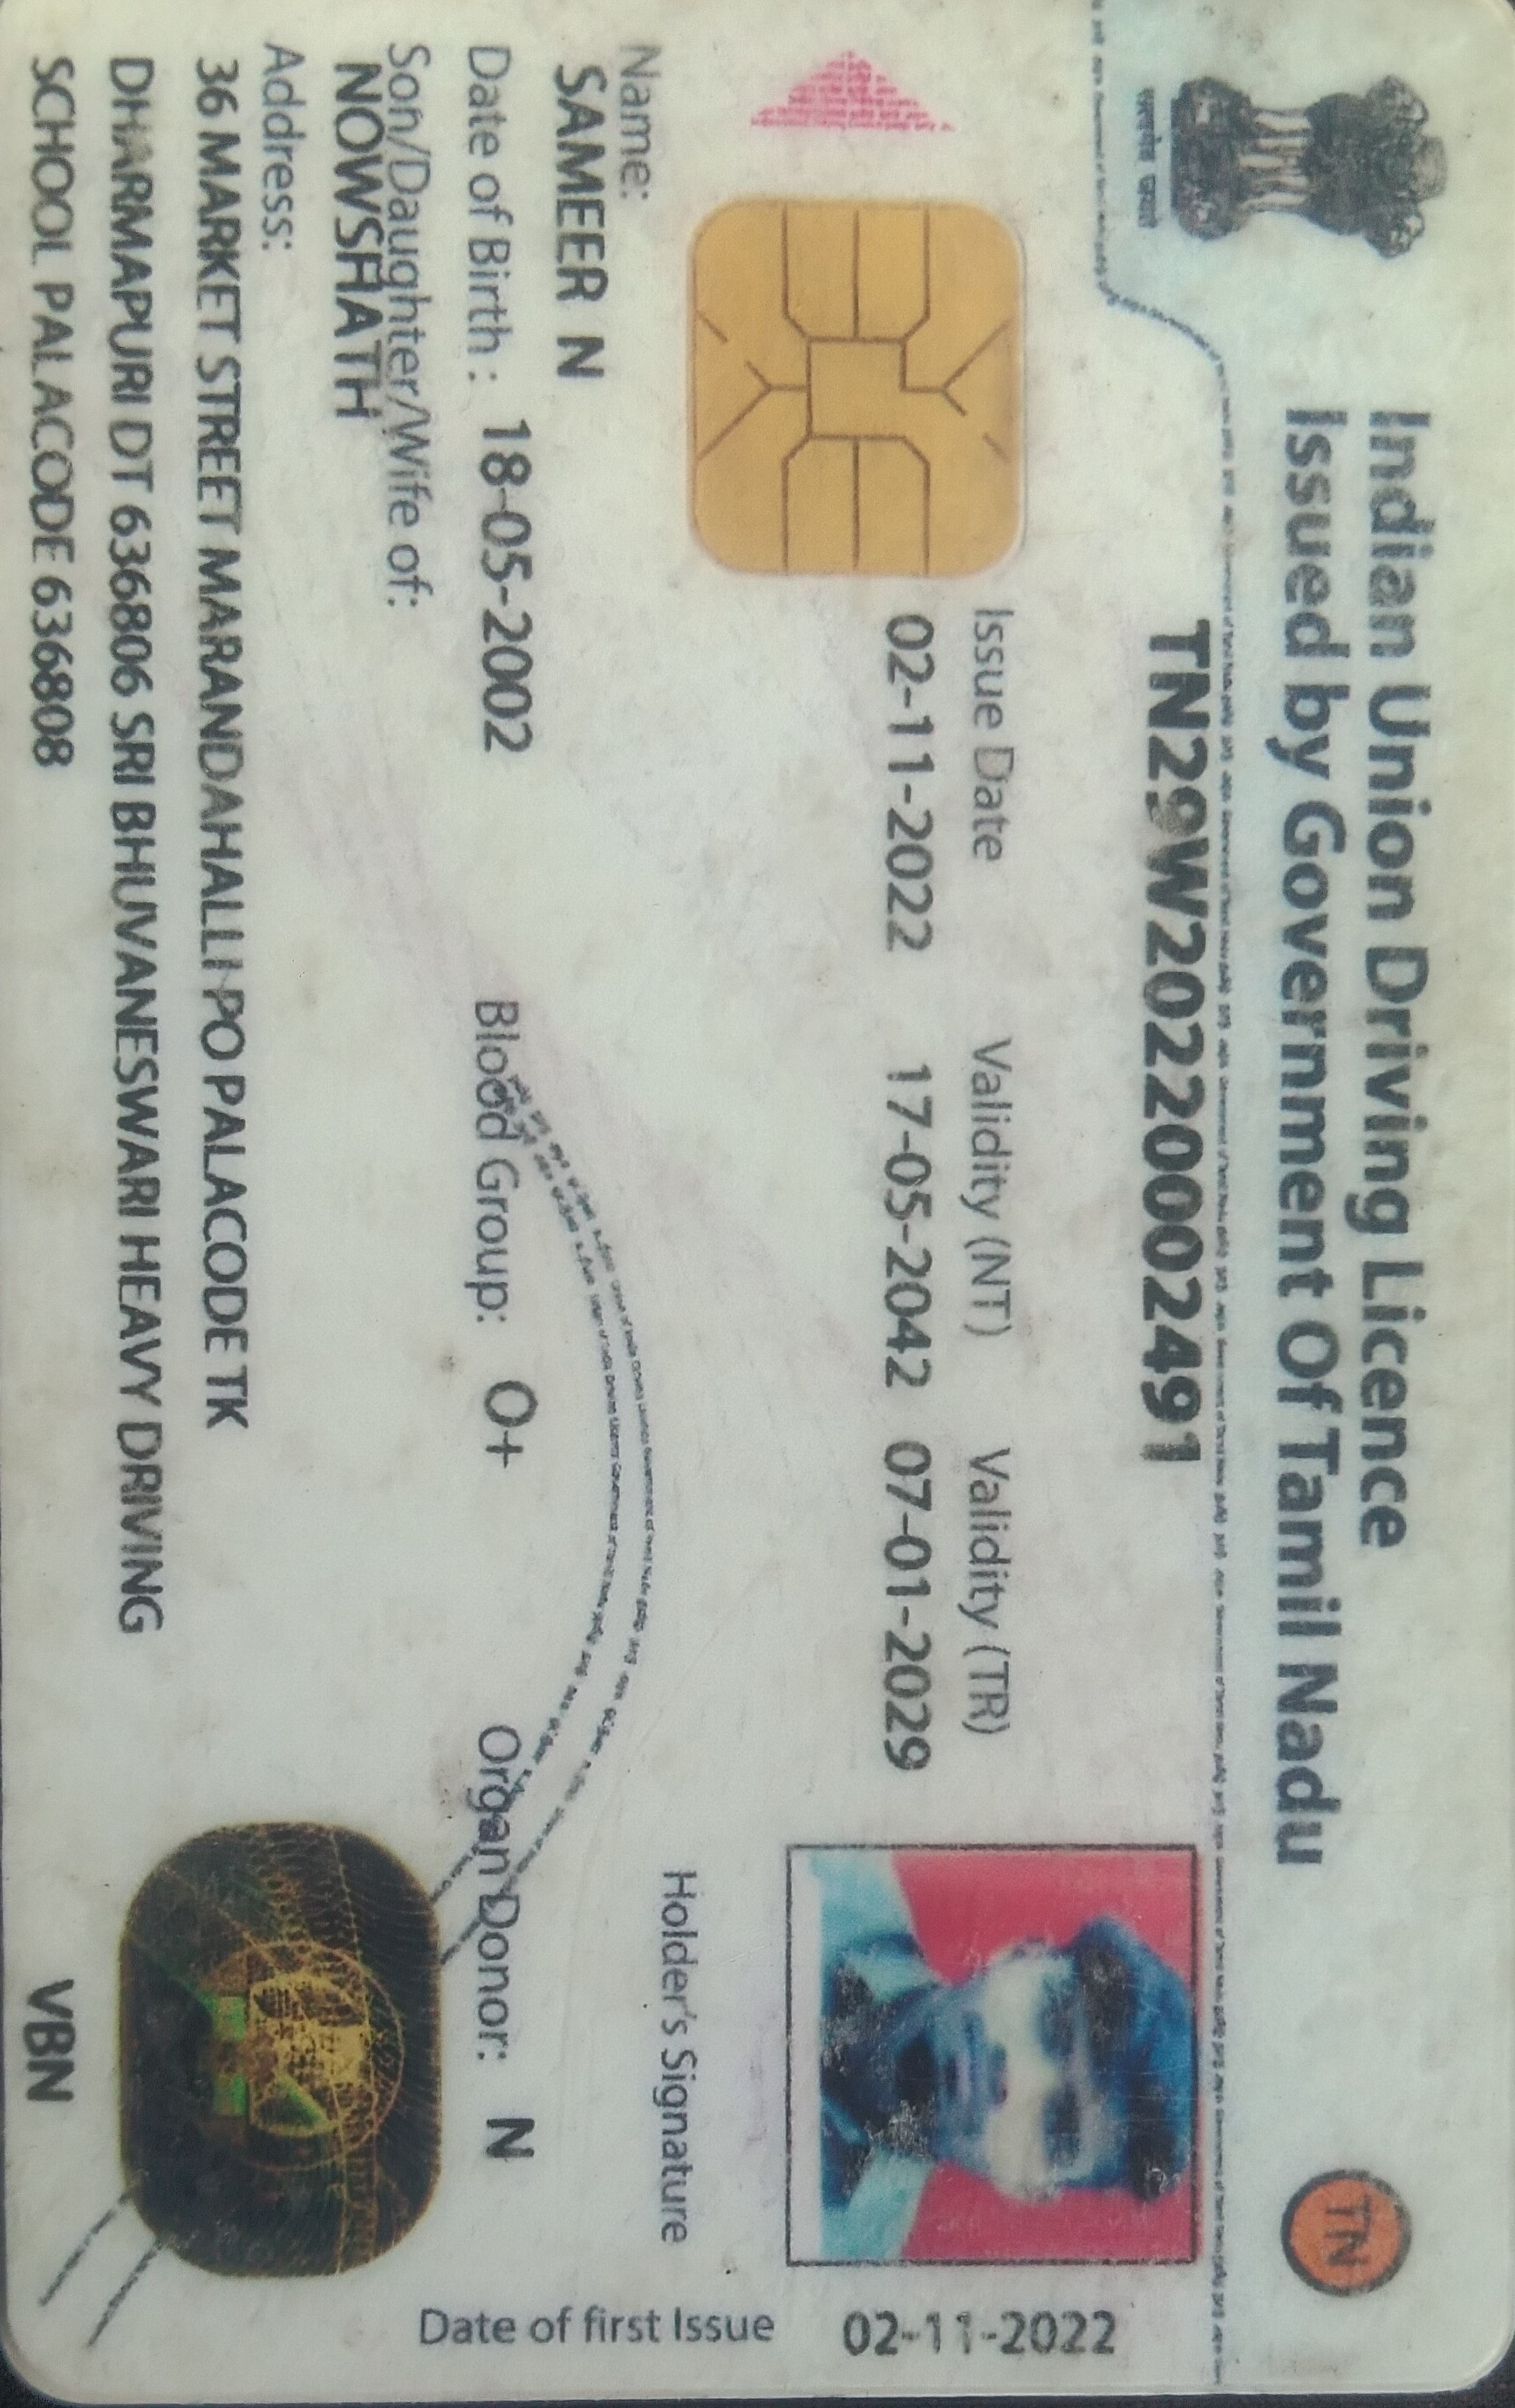 Indian Union Driving Licence
Issued by Government Of Tamil Nadu
TN
सत्यमेव जयते
TN29W20220002491
Issue Date Validity (NT) Validity (TR)
02-11-2022 17-05-2042 07-01-2029
Holder's Signature
Name:
SAMEER N
Date of Birth : 18-05-2002 Blood Group: O+ Organ Donor: N
Son/Daughter/Wife of:
NOWSHATH
Address:
36 MARKET STREET MARANDAHALLI PO PALACODE TK
DHARMAPURI DT 636806 SRI BHUVANESWARI HEAVY DRIVING
SCHOOL PALACODE 636808
VBN
Date of first Issue 02-11-2022